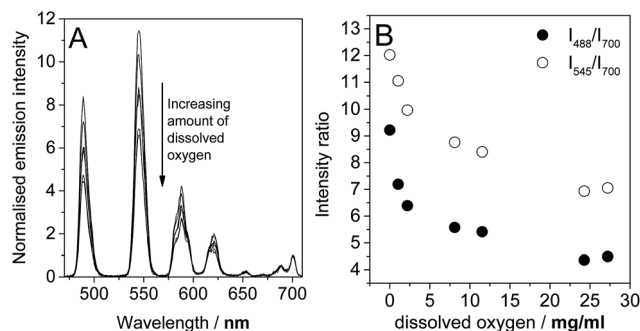 A
12
10
8
6
4
2
0
500
550
600
650
700
Normalised emission intensity
Wavelength / nm
Increasing
amount of
dissolved
oxygen
B
13
12
11
10
9
8
7
6
5
4
0
5
10
15
20
25
30
Intensity ratio
dissolved oxygen / mg/ml
I488/I700
I545/I700